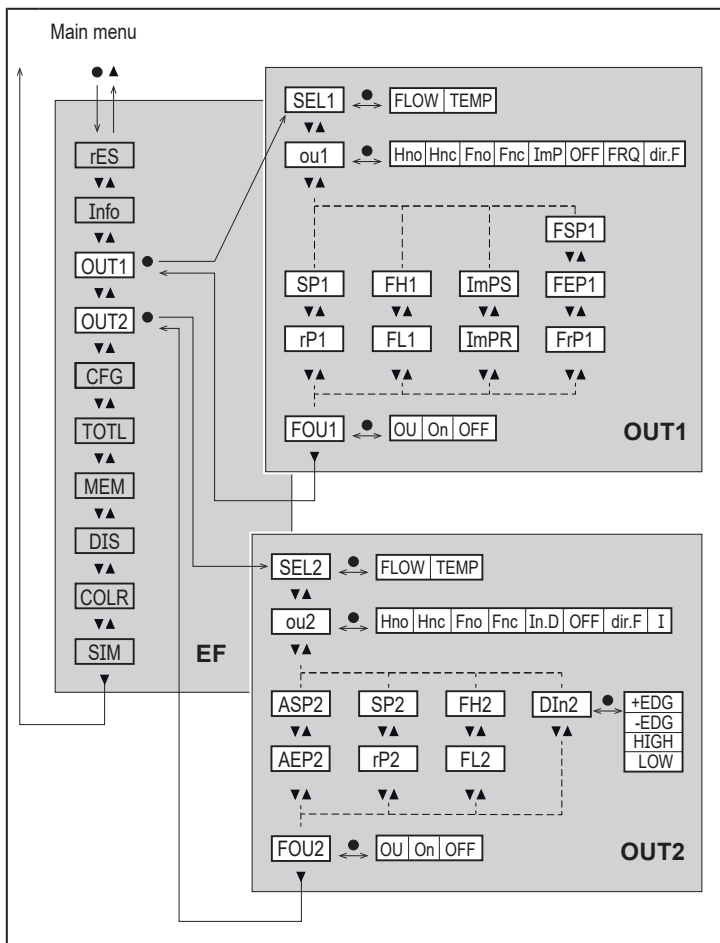 Main menu
rES
Info
OUT1
OUT2
CFG
TOTL
MEM
DIS
COLR
SIM
EF
SEL1
FLOW TEMP
ou1
Hno Hnc Fno Fnc ImP OFF FRQ dir.F
FSP1
SP1 FH1 ImPS FEP1
rP1 FL1 ImPR FrP1
FOU1
OU On OFF
OUT1
SEL2
FLOW TEMP
ou2
Hno Hnc Fno Fnc In.D OFF dir.F I
ASP2 SP2 FH2 DIn2
+EDG
-EDG
HIGH
LOW
AEP2 rP2 FL2
FOU2
OU On OFF
OUT2